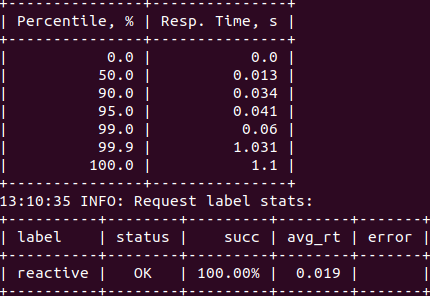 | Percentile, % | Resp. Time, s |
| 0.0 | 0.0 |
| 50.0 | 0.013 |
| 90.0 | 0.034 |
| 95.0 | 0.041 |
| 99.0 | 0.06 |
| 99.9 | 1.031 |
| 100.0 | 1.1 |
13:10:35 INFO: Request label stats:
| label | status | succ | avg_rt | error |
| reactive | OK | 100.00% | 0.019 | |